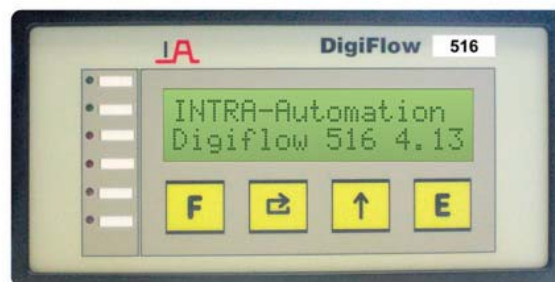 IA
DigiFlow 516
INTRA-Automation
Digiflow 516 4.13
F
E